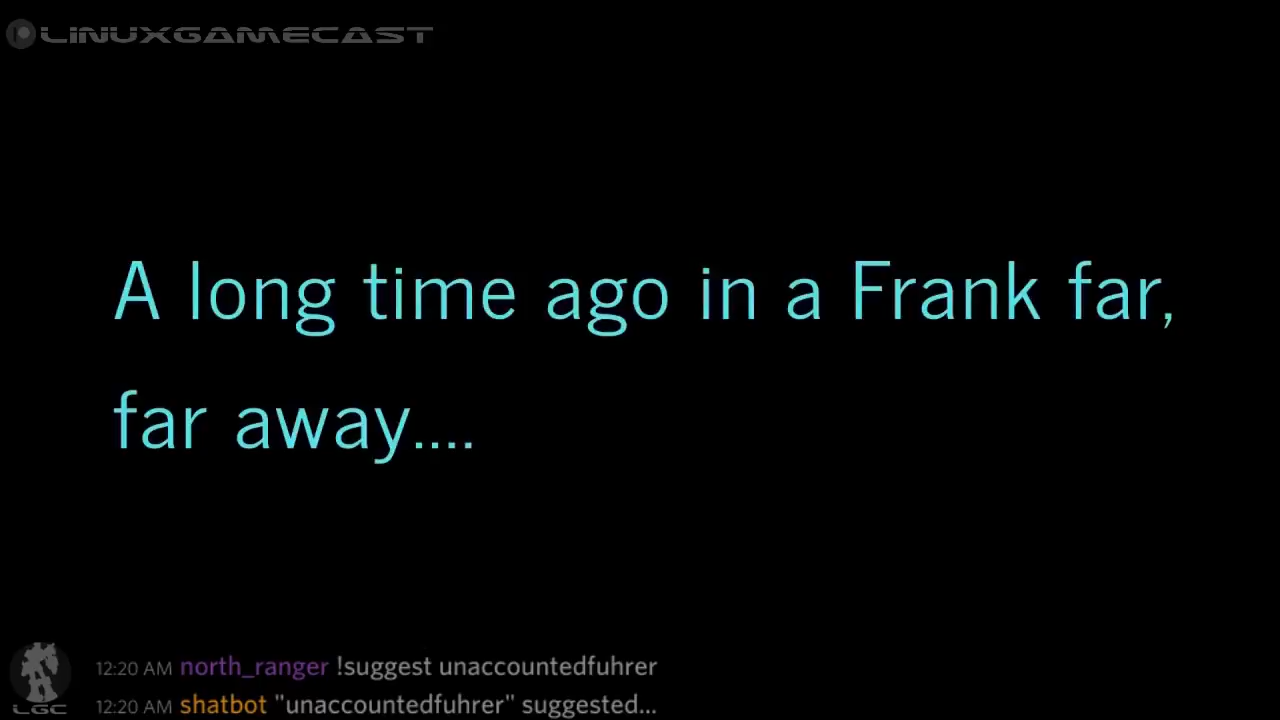 LINUXGAMECAST
A long time ago in a Frank far,
far away....
12:20 AM north_ranger !suggest unaccountedfuhrer
12:20 AM shatbot "unaccountedfuhrer" suggested...
LGC